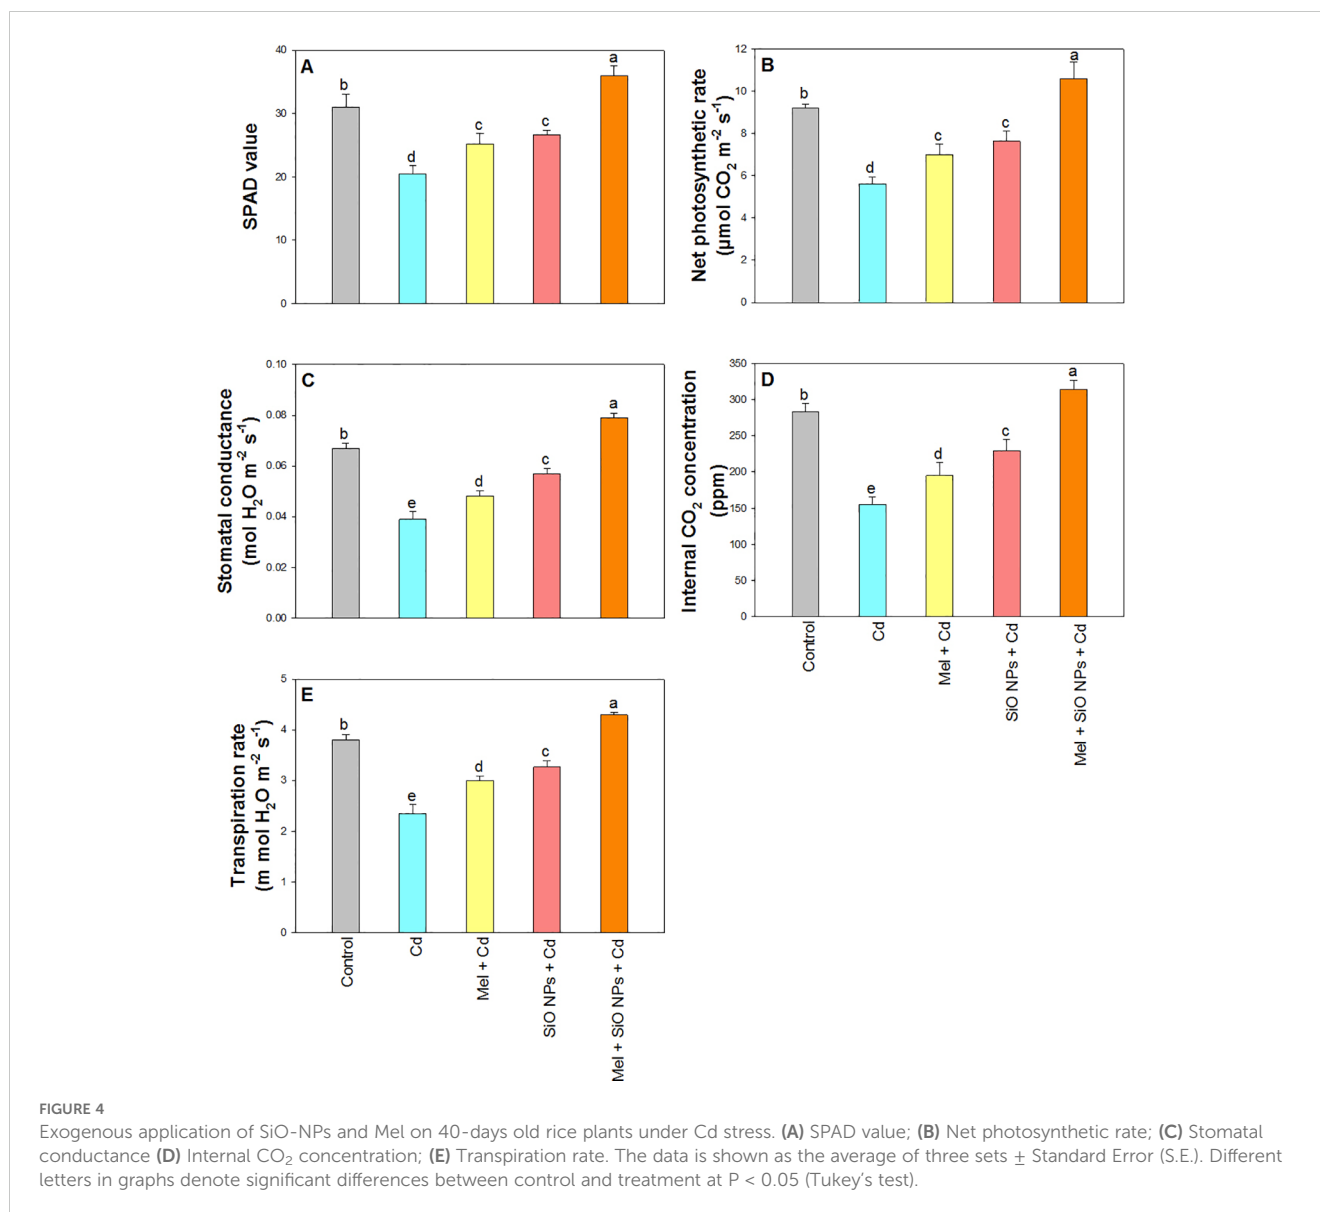 A
SPAD value
40
30
20
10
0
b
d
c
c
a
B
Net photosynthetic rate
(µmol CO₂ m⁻² s⁻¹)
12
10
8
6
4
2
0
b
d
c
c
a
C
Stomatal conductance
(mol H₂O m⁻² s⁻¹)
0.10
0.08
0.06
0.04
0.02
0.00
b
e
d
c
a
D
Internal CO₂ concentration
(ppm)
350
300
250
200
150
100
50
0
b
e
d
c
a
Control
Cd
Mel + Cd
SiO NPs + Cd
Mel + SiO NPs + Cd
E
Transpiration rate
(m mol H₂O m⁻² s⁻¹)
5
4
3
2
1
0
b
e
d
c
a
Control
Cd
Mel + Cd
SiO NPs + Cd
Mel + SiO NPs + Cd
FIGURE 4
Exogenous application of SiO-NPs and Mel on 40-days old rice plants under Cd stress. (A) SPAD value; (B) Net photosynthetic rate; (C) Stomatal
conductance (D) Internal CO₂ concentration; (E) Transpiration rate. The data is shown as the average of three sets ± Standard Error (S.E.). Different
letters in graphs denote significant differences between control and treatment at P < 0.05 (Tukey's test).